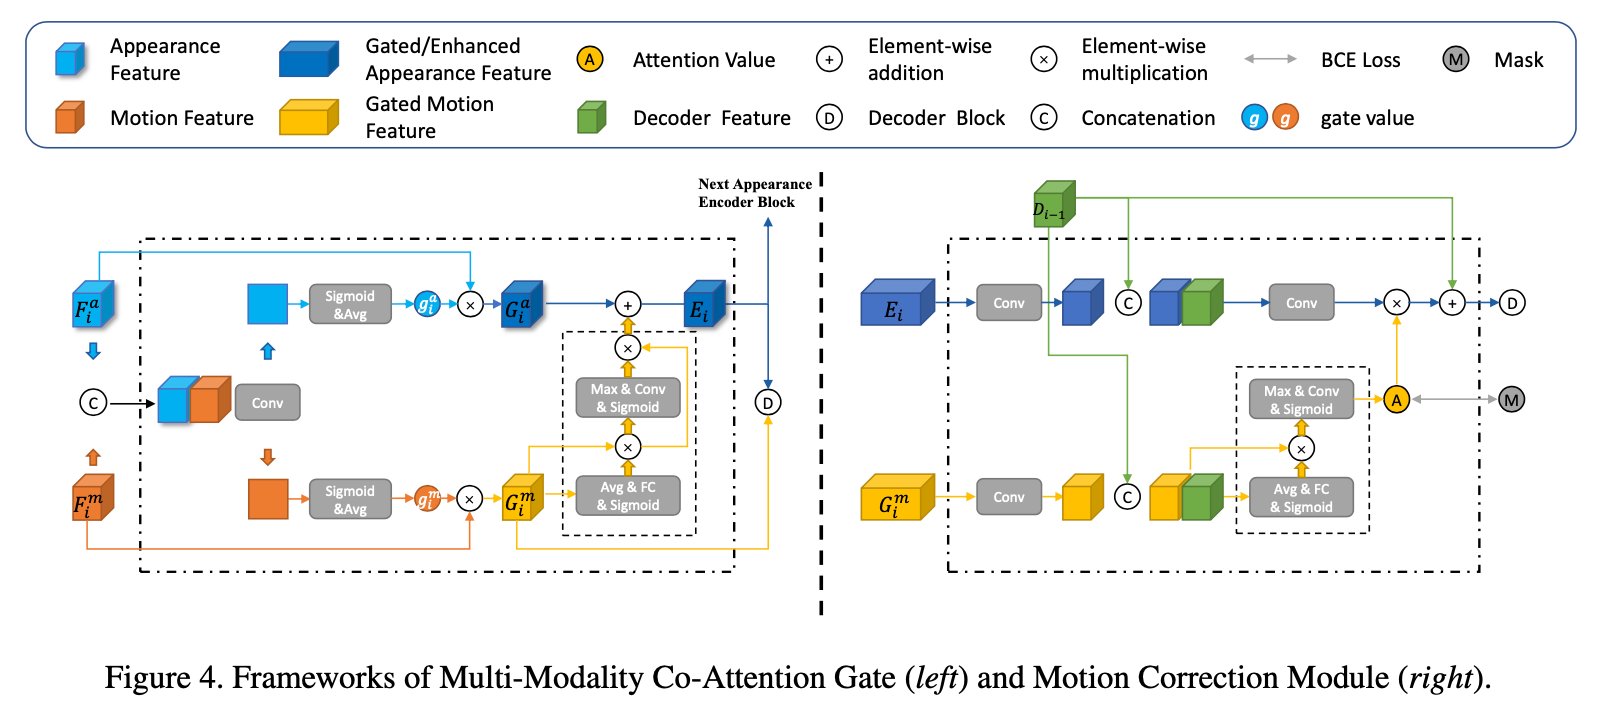 Appearance
Feature
Gated/Enhanced
Appearance Feature
A
Attention Value
+
Element-wise
addition
×
Element-wise
multiplication
BCE Loss
M
Mask
Motion Feature
Gated Motion
Feature
Decoder Feature
D
Decoder Block
C
Concatenation
g
g
gate value
Next Appearance
Encoder Block
F_i^a
Sigmoid
&Avg
g_i^a
×
G_i^a
+
E_i
×
C
Conv
Max & Conv
& Sigmoid
D
×
F_i^m
Sigmoid
&Avg
g_i^m
×
G_i^m
Avg & FC
& Sigmoid
D_{i-1}
E_i
Conv
C
Conv
×
+
D
Max & Conv
& Sigmoid
A
M
×
G_i^m
Conv
C
Avg & FC
& Sigmoid
Figure 4. Frameworks of Multi-Modality Co-Attention Gate (left) and Motion Correction Module (right).